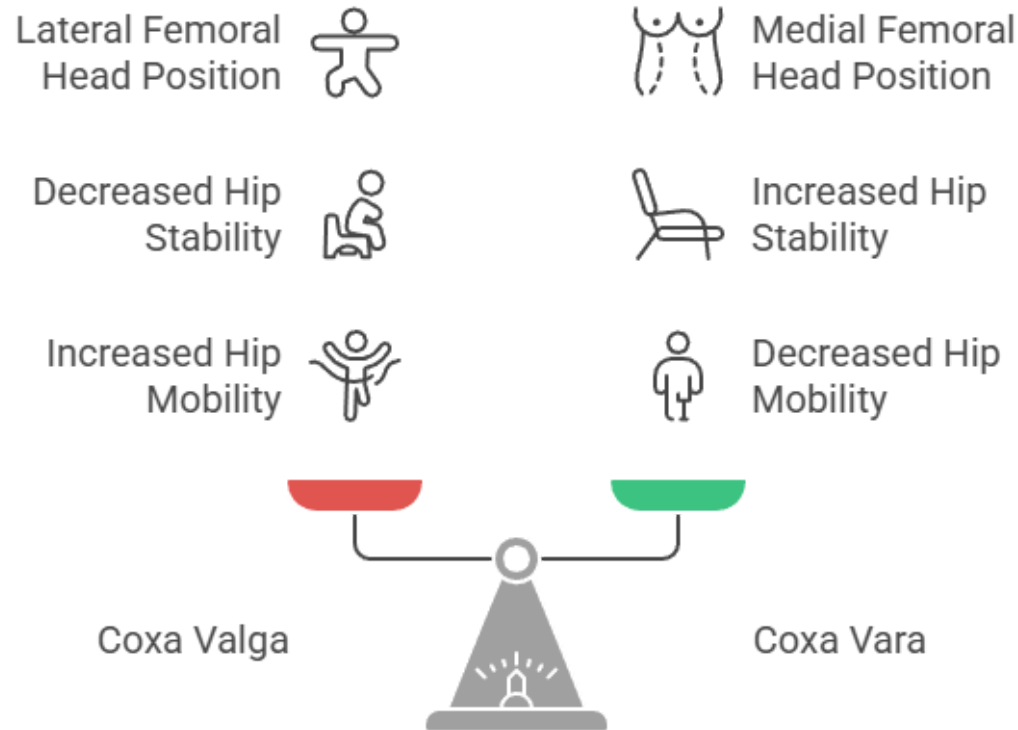 Lateral Femoral
Head Position
Medial Femoral
Head Position
Decreased Hip
Stability
Increased Hip
Stability
Increased Hip
Mobility
Decreased Hip
Mobility
Coxa Valga
Coxa Vara